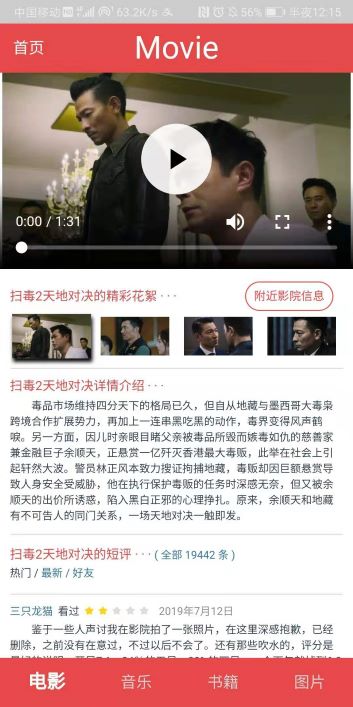 中国移动 63.2K/s 56% 半夜12:15
首页 Movie
0:00 / 1:31
扫毒2天地对决的精彩花絮 · · ·
附近影院信息
扫毒2天地对决详情介绍 · · ·
毒品市场维持四分天下的格局已久，但自从地藏与墨西哥大毒枭
跨境合作扩展势力，再加上一连串黑吃黑的动作，毒界变得风声鹤
唳。另一方面，因儿时亲眼目睹父亲被毒品所毁而嫉毒如仇的慈善家
兼金融巨子余顺天，正悬赏一亿歼灭香港最大毒贩，此举在社会上引
起轩然大波。警员林正风本致力搜证拘捕地藏，毒贩却因巨额悬赏导
致人身安全受威胁，他在执行保护毒贩的任务时深感无奈，但又被余
顺天的出价所诱惑，陷入黑白正邪的心理挣扎。原来，余顺天和地藏
有不可告人的同门关系，一场天地对决一触即发。
扫毒2天地对决的短评 · · · ( 全部 19442 条 )
热门 / 最新 / 好友
三只龙猫 看过 2019年7月12日
鉴于一些人声讨我在影院拍了一张照片，在这里深感抱歉，已经
删除，之前没有在意过，不过以后不会了。还有那些吹水的，评分是
电影 音乐 书籍 图片